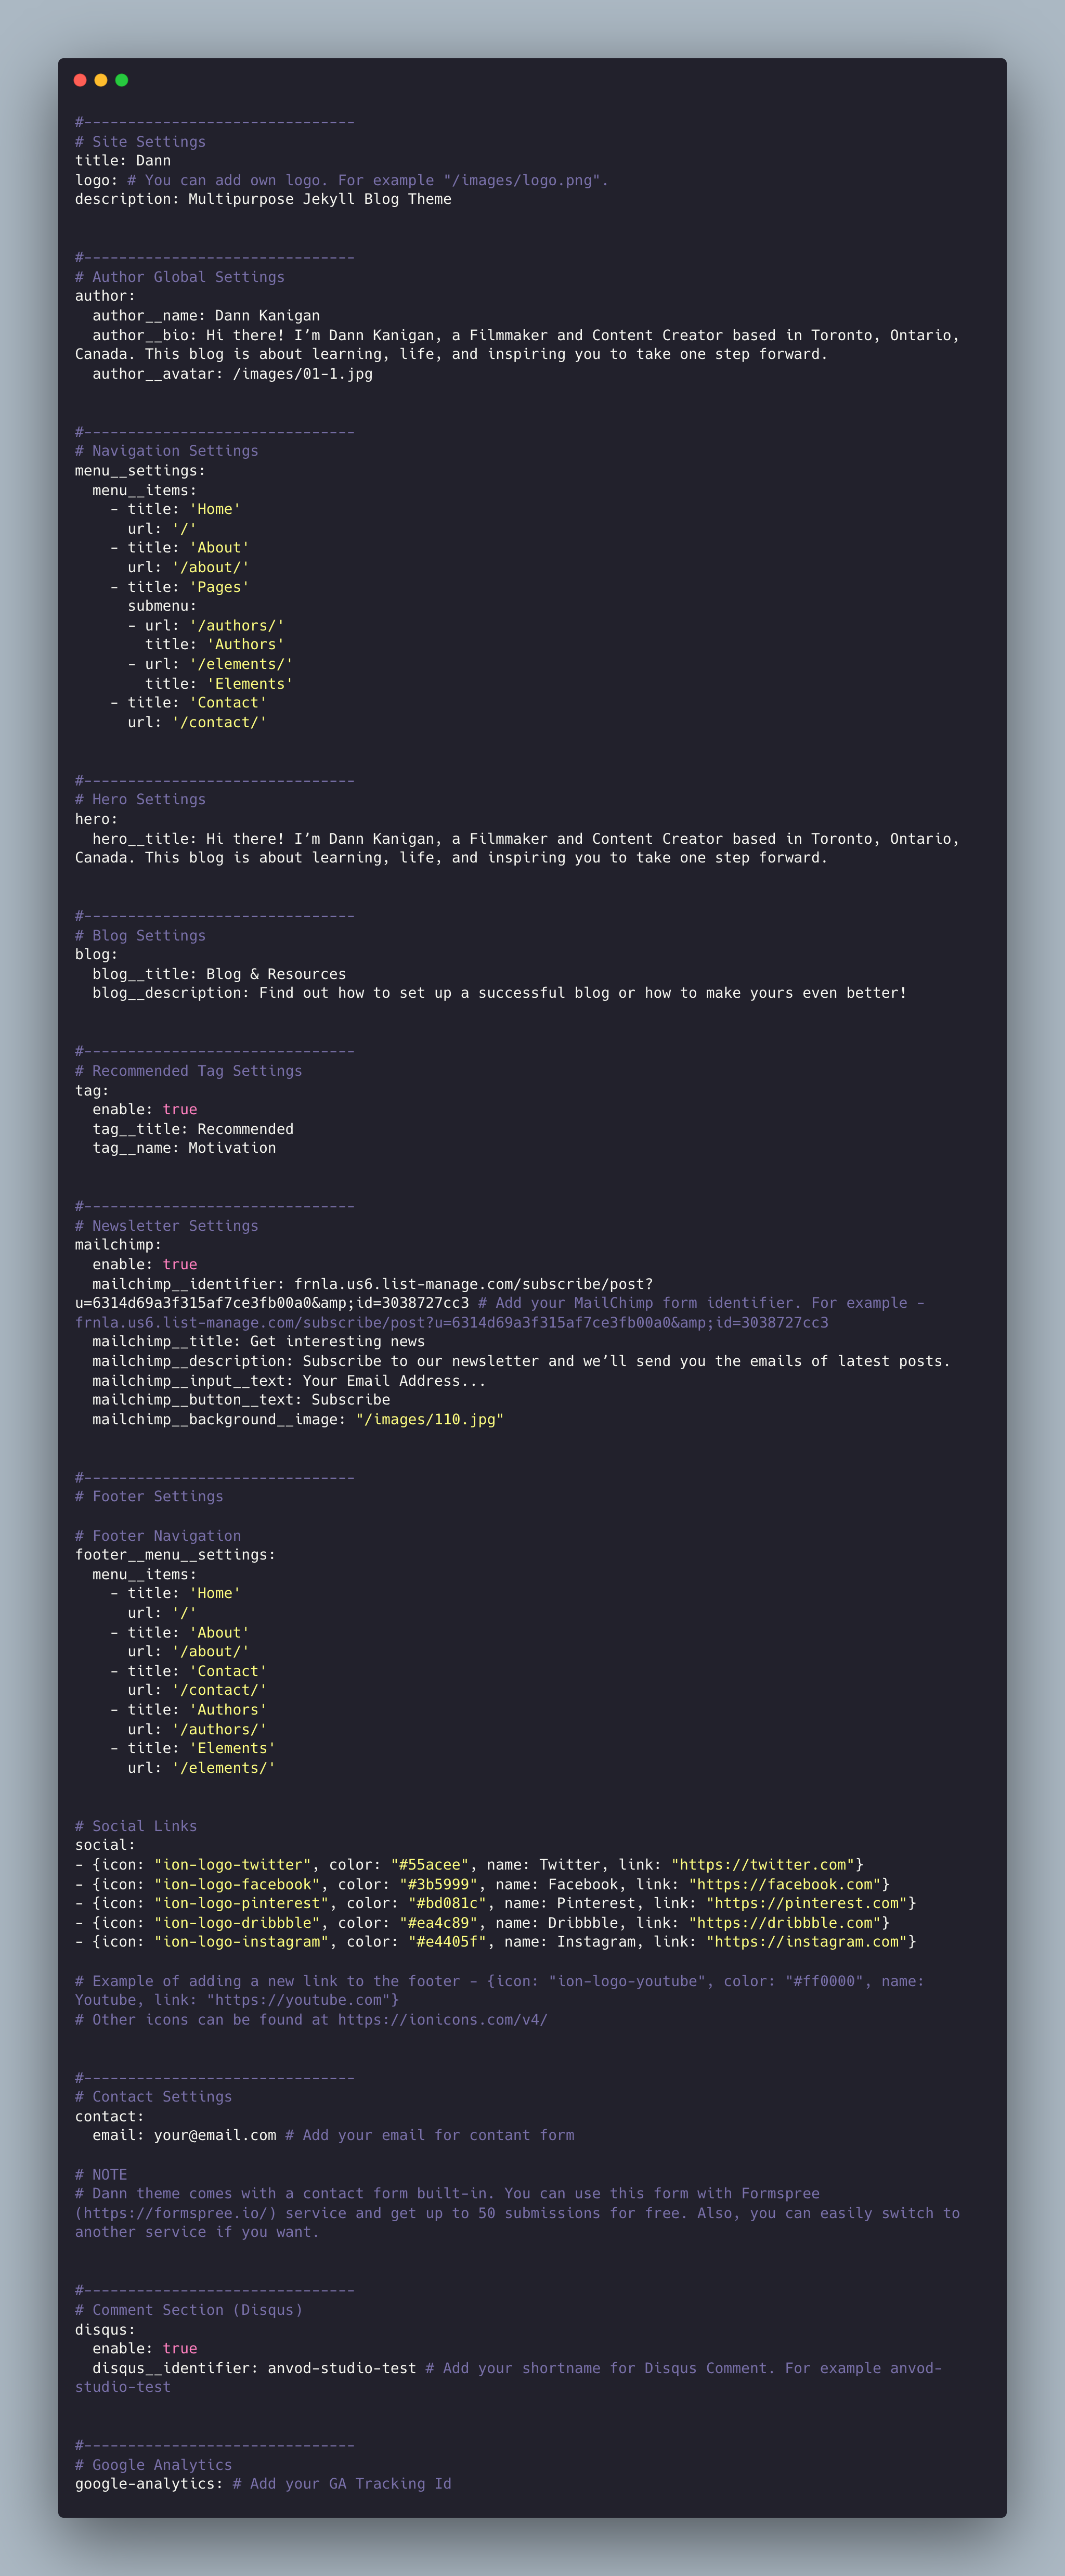 #-------------------------------
# Site Settings
title: Dann
logo: # You can add own logo. For example "/images/logo.png".
description: Multipurpose Jekyll Blog Theme
#-------------------------------
# Author Global Settings
author:
  author__name: Dann Kanigan
  author__bio: Hi there! I’m Dann Kanigan, a Filmmaker and Content Creator based in Toronto, Ontario,
Canada. This blog is about learning, life, and inspiring you to take one step forward.
  author__avatar: /images/01-1.jpg
#-------------------------------
# Navigation Settings
menu__settings:
  menu__items:
    - title: 'Home'
      url: '/'
    - title: 'About'
      url: '/about/'
    - title: 'Pages'
      submenu:
      - url: '/authors/'
        title: 'Authors'
      - url: '/elements/'
        title: 'Elements'
    - title: 'Contact'
      url: '/contact/'
#-------------------------------
# Hero Settings
hero:
  hero__title: Hi there! I’m Dann Kanigan, a Filmmaker and Content Creator based in Toronto, Ontario,
Canada. This blog is about learning, life, and inspiring you to take one step forward.
#-------------------------------
# Blog Settings
blog:
  blog__title: Blog & Resources
  blog__description: Find out how to set up a successful blog or how to make yours even better!
#-------------------------------
# Recommended Tag Settings
tag:
  enable: true
  tag__title: Recommended
  tag__name: Motivation
#-------------------------------
# Newsletter Settings
mailchimp:
  enable: true
  mailchimp__identifier: frnla.us6.list-manage.com/subscribe/post?
u=6314d69a3f315af7ce3fb00a0&amp;id=3038727cc3 # Add your MailChimp form identifier. For example -
frnla.us6.list-manage.com/subscribe/post?u=6314d69a3f315af7ce3fb00a0&amp;id=3038727cc3
  mailchimp__title: Get interesting news
  mailchimp__description: Subscribe to our newsletter and we’ll send you the emails of latest posts.
  mailchimp__input__text: Your Email Address...
  mailchimp__button__text: Subscribe
  mailchimp__background__image: "/images/110.jpg"
#-------------------------------
# Footer Settings
# Footer Navigation
footer__menu__settings:
  menu__items:
    - title: 'Home'
      url: '/'
    - title: 'About'
      url: '/about/'
    - title: 'Contact'
      url: '/contact/'
    - title: 'Authors'
      url: '/authors/'
    - title: 'Elements'
      url: '/elements/'
# Social Links
social:
- {icon: "ion-logo-twitter", color: "#55acee", name: Twitter, link: "https://twitter.com"}
- {icon: "ion-logo-facebook", color: "#3b5999", name: Facebook, link: "https://facebook.com"}
- {icon: "ion-logo-pinterest", color: "#bd081c", name: Pinterest, link: "https://pinterest.com"}
- {icon: "ion-logo-dribbble", color: "#ea4c89", name: Dribbble, link: "https://dribbble.com"}
- {icon: "ion-logo-instagram", color: "#e4405f", name: Instagram, link: "https://instagram.com"}
# Example of adding a new link to the footer - {icon: "ion-logo-youtube", color: "#ff0000", name:
Youtube, link: "https://youtube.com"}
# Other icons can be found at https://ionicons.com/v4/
#-------------------------------
# Contact Settings
contact:
  email: your@email.com # Add your email for contant form
# NOTE
# Dann theme comes with a contact form built-in. You can use this form with Formspree
(https://formspree.io/) service and get up to 50 submissions for free. Also, you can easily switch to
another service if you want.
#-------------------------------
# Comment Section (Disqus)
disqus:
  enable: true
  disqus__identifier: anvod-studio-test # Add your shortname for Disqus Comment. For example anvod-
studio-test
#-------------------------------
# Google Analytics
google-analytics: # Add your GA Tracking Id